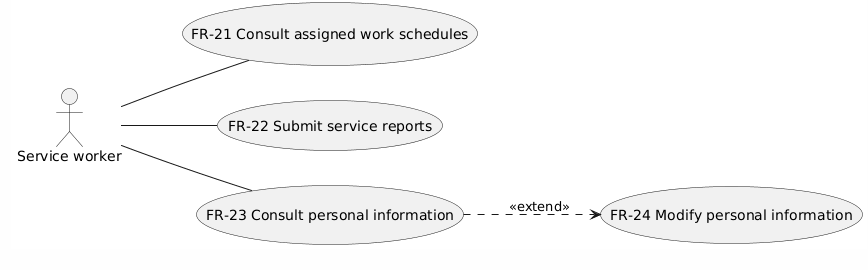 FR-21 Consult assigned work schedules
FR-22 Submit service reports
Service worker
«extend»
FR-23 Consult personal information
FR-24 Modify personal information